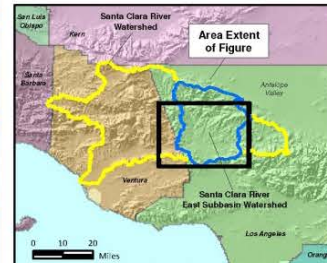 San Luis
Obispo
Kern
Santa Clara River
Watershed
Area Extent
of Figure
Santa
Barbara
Antelope
Valley
Ventura
Santa Clara River
East Subbasin Watershed
Los Angeles
0 10 20
Miles
Orange